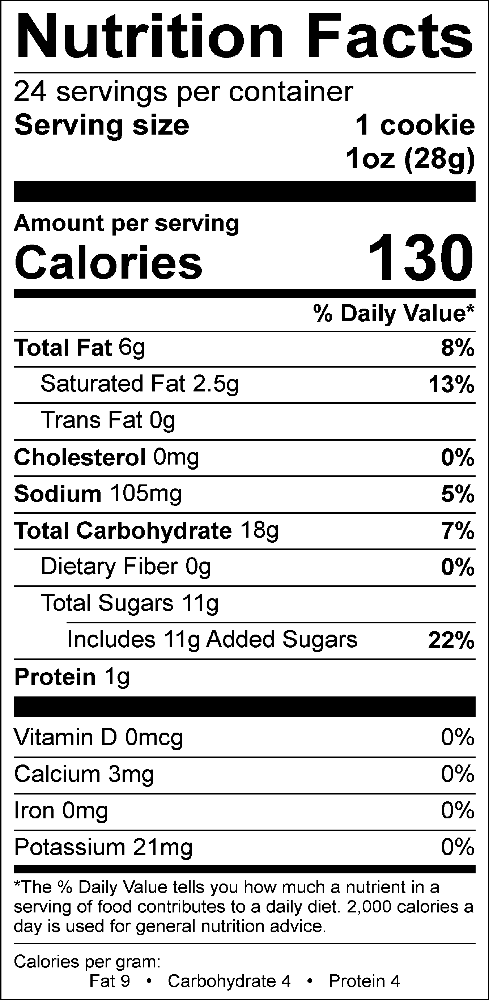 Nutrition Facts
24 servings per container
Serving size 1 cookie
1oz (28g)
Amount per serving
Calories 130
% Daily Value*
Total Fat 6g 8%
Saturated Fat 2.5g 13%
Trans Fat 0g
Cholesterol 0mg 0%
Sodium 105mg 5%
Total Carbohydrate 18g 7%
Dietary Fiber 0g 0%
Total Sugars 11g
Includes 11g Added Sugars 22%
Protein 1g
Vitamin D 0mcg 0%
Calcium 3mg 0%
Iron 0mg 0%
Potassium 21mg 0%
*The % Daily Value tells you how much a nutrient in a
serving of food contributes to a daily diet. 2,000 calories a
day is used for general nutrition advice.
Calories per gram:
Fat 9 • Carbohydrate 4 • Protein 4